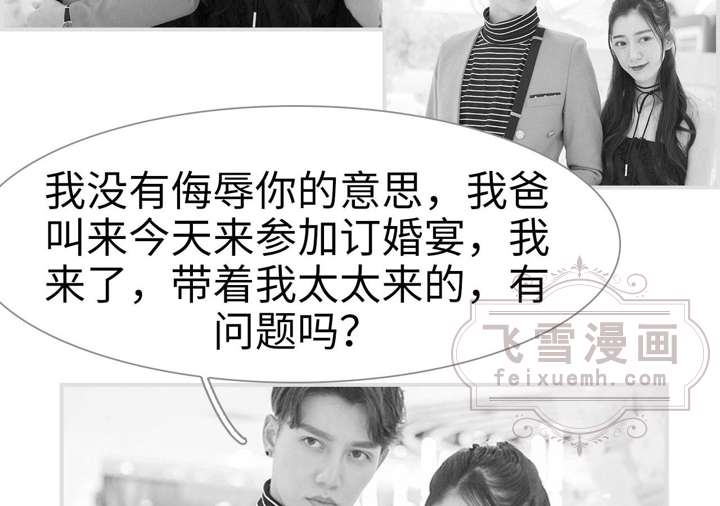 我没有侮辱你的意思，我爸
叫来今天来参加订婚宴，我
来了，带着我太太来的，有
问题吗？
飞雪漫画
feixuemh.com